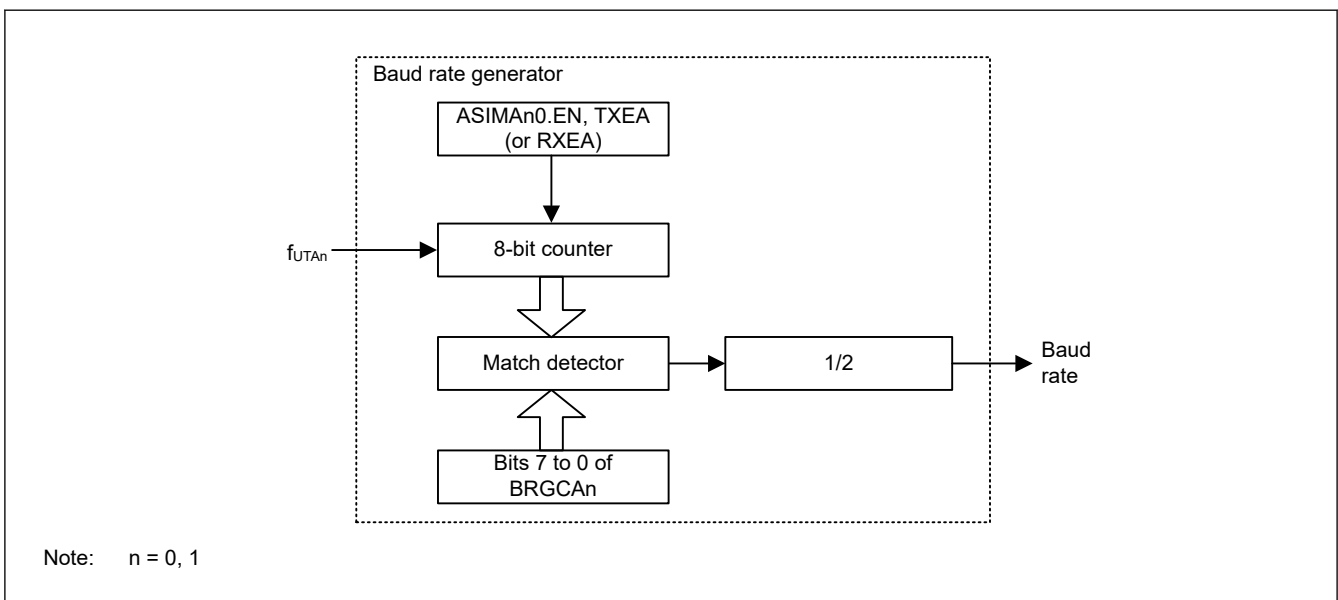 Baud rate generator
ASIMAn0.EN, TXEA
(or RXEA)
fUTAn
8-bit counter
Match detector
1/2
Baud
rate
Bits 7 to 0 of
BRGCAn
Note: n = 0, 1